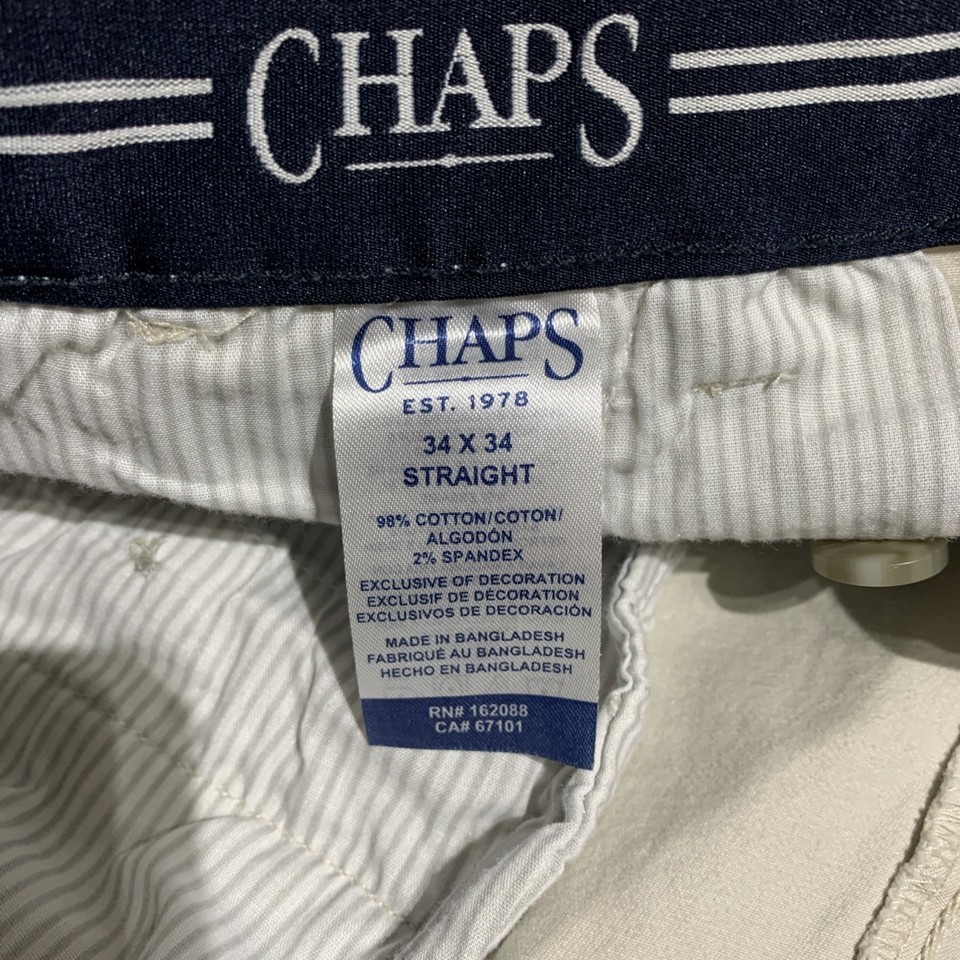 CHAPS
CHAPS
EST. 1978
34 X 34
STRAIGHT
98% COTTON/COTON/
ALGODÓN
2% SPANDEX
EXCLUSIVE OF DECORATION
EXCLUSIF DE DÉCORATION
EXCLUSIVOS DE DECORACIÓN
MADE IN BANGLADESH
FABRIQUÉ AU BANGLADESH
HECHO EN BANGLADESH
RN# 162088
CA# 67101